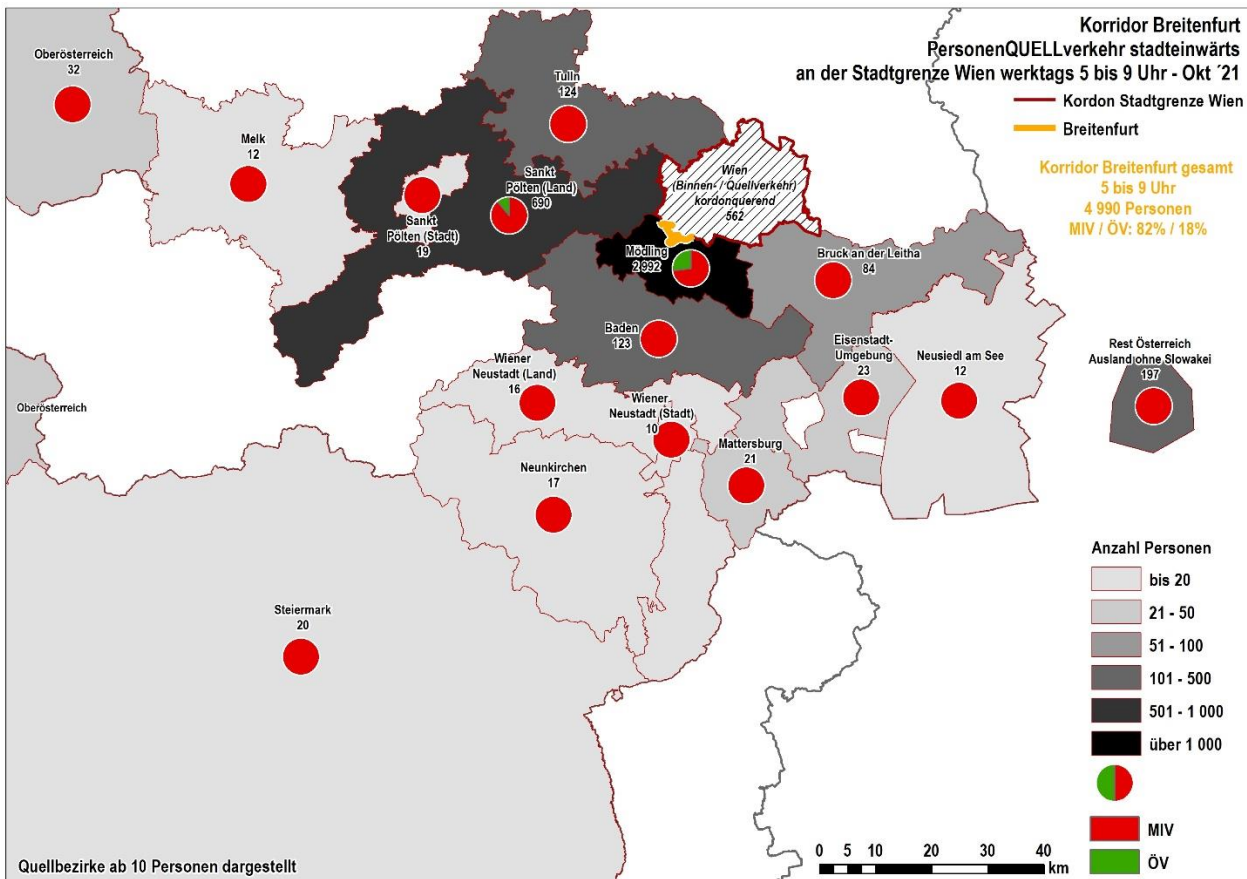 Korridor Breitenfurt
PersonenQUELLverkehr stadteinwärts
an der Stadtgrenze Wien werktags 5 bis 9 Uhr - Okt ´21
Kordon Stadtgrenze Wien
Breitenfurt
Korridor Breitenfurt gesamt
5 bis 9 Uhr
4 990 Personen
MIV / ÖV: 82% / 18%
Oberösterreich
32
Melk
12
Tulln
124
Sankt
Pölten (Land)
690
Sankt
Pölten (Stadt)
19
Wien
(Binnen- / Quellverkehr)
kordonquerend
562
Mödling
2 992
Bruck an der Leitha
84
Baden
123
Wiener
Neustadt (Land)
16
Wiener
Neustadt (Stadt)
10
Eisenstadt-
Umgebung
23
Neusiedl am See
12
Rest Österreich
Ausland ohne Slowakei
197
Oberösterreich
Neunkirchen
17
Mattersburg
21
Steiermark
20
Anzahl Personen
bis 20
21 - 50
51 - 100
101 - 500
501 - 1 000
über 1 000
MIV
ÖV
Quellbezirke ab 10 Personen dargestellt
0 5 10 20 30 40
km